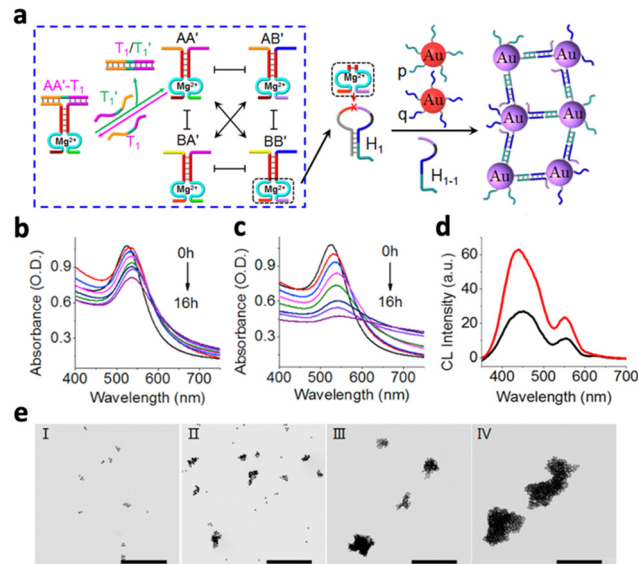 a
T₁/T₁'
AA'
AB'
AA'-T₁
T₁'
Mg²⁺
Mg²⁺
Mg²⁺
Mg²⁺
T₁
BA'
BB'
Mg²⁺
Mg²⁺
X
H₁
Au
p
Au
q
H₁₋₁
Au
Au
Au
Au
Au
Au
b
Absorbance (O.D.)
0.9
0.6
0.3
0h
16h
400 500 600 700
Wavelength (nm)
c
Absorbance (O.D.)
0.9
0.6
0.3
0h
16h
400 500 600 700
Wavelength (nm)
d
CL Intensity (a.u.)
60
40
20
0
400 500 600 700
Wavelength (nm)
e
I
II
III
IV